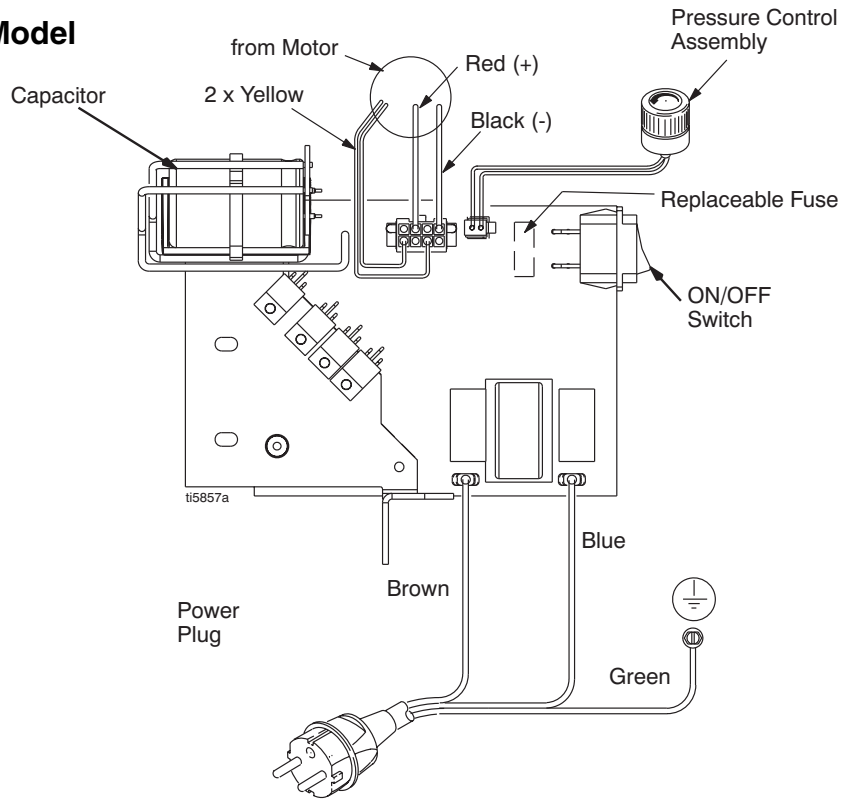 Model
Pressure Control
Assembly
from Motor
Red (+)
Capacitor
2 x Yellow
Black (-)
Replaceable Fuse
ON/OFF
Switch
ti5857a
Blue
Brown
Power
Plug
Green